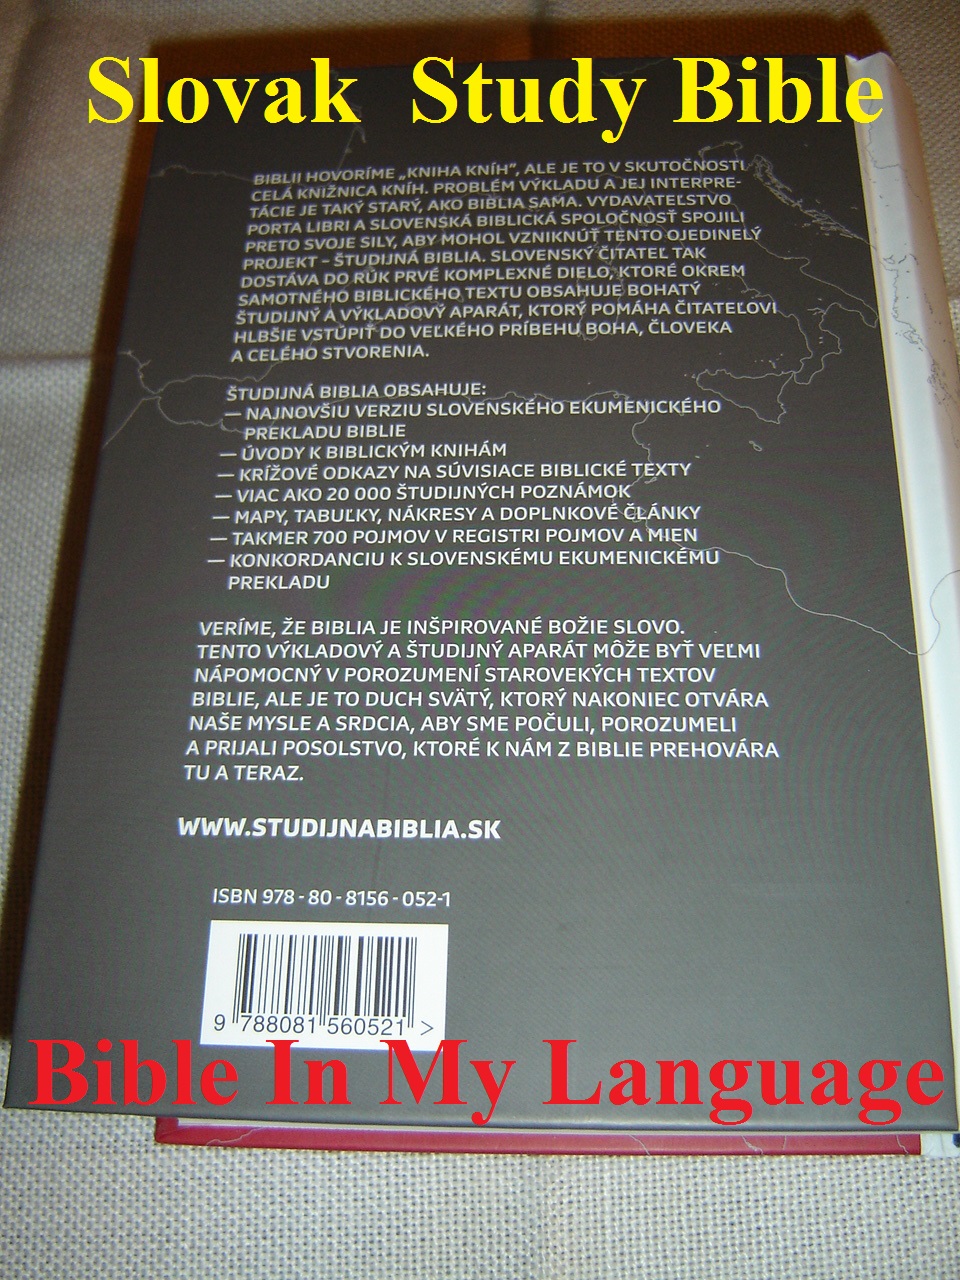 Slovak Study Bible
BIBLII HOVORÍME „KNIHA KNÍH”, ALE JE TO V SKUTOČNOSTI
CELÁ KNIŽNICA KNÍH. PROBLÉM VÝKLADU A JEJ INTERPRE-
TÁCIE JE TAKÝ STARÝ, AKO BIBLIA SAMA. VYDAVATEĽSTVO
PORTA LIBRI A SLOVENSKÁ BIBLICKÁ SPOLOČNOSŤ SPOJILI
PRETO SVOJE SILY, ABY MOHOL VZNIKNÚŤ TENTO OJEDINELÝ
PROJEKT – ŠTUDIJNÁ BIBLIA. SLOVENSKÝ ČITATEĽ TAK
DOSTÁVA DO RÚK PRVÉ KOMPLEXNÉ DIELO, KTORÉ OKREM
SAMOTNÉHO BIBLICKÉHO TEXTU OBSAHUJE BOHATÝ
ŠTUDIJNÝ A VÝKLADOVÝ APARÁT, KTORÝ POMÁHA ČITATEĽOVI
HLBŠIE VSTÚPIŤ DO VEĽKÉHO PRÍBEHU BOHA, ČLOVEKA
A CELÉHO STVORENIA.
ŠTUDIJNÁ BIBLIA OBSAHUJE:
— NAJNOVŠIU VERZIU SLOVENSKÉHO EKUMENICKÉHO
PREKLADU BIBLIE
— ÚVODY K BIBLICKÝM KNIHÁM
— KRÍŽOVÉ ODKAZY NA SÚVISIACE BIBLICKÉ TEXTY
— VIAC AKO 20 000 ŠTUDIJNÝCH POZNÁMOK
— MAPY, TABUĽKY, NÁKRESY A DOPLNKOVÉ ČLÁNKY
— TAKMER 700 POJMOV V REGISTRI POJMOV A MIEN
— KONKORDANCIU K SLOVENSKÉMU EKUMENICKÉMU
PREKLADU
VERÍME, ŽE BIBLIA JE INŠPIROVANÉ BOŽIE SLOVO.
TENTO VÝKLADOVÝ A ŠTUDIJNÝ APARÁT MÔŽE BYŤ VEĽMI
NÁPOMOCNÝ V POROZUMENÍ STAROVEKÝCH TEXTOV
BIBLIE, ALE JE TO DUCH SVÄTÝ, KTORÝ NAKONIEC OTVÁRA
NAŠE MYSLE A SRDCIA, ABY SME POČULI, POROZUMELI
A PRIJALI POSOLSTVO, KTORÉ K NÁM Z BIBLIE PREHOVÁRA
TU A TERAZ.
WWW.STUDIJNABIBLIA.SK
ISBN 978 - 80 - 8156 - 052-1
9 788081 560521 >
Bible In My Language